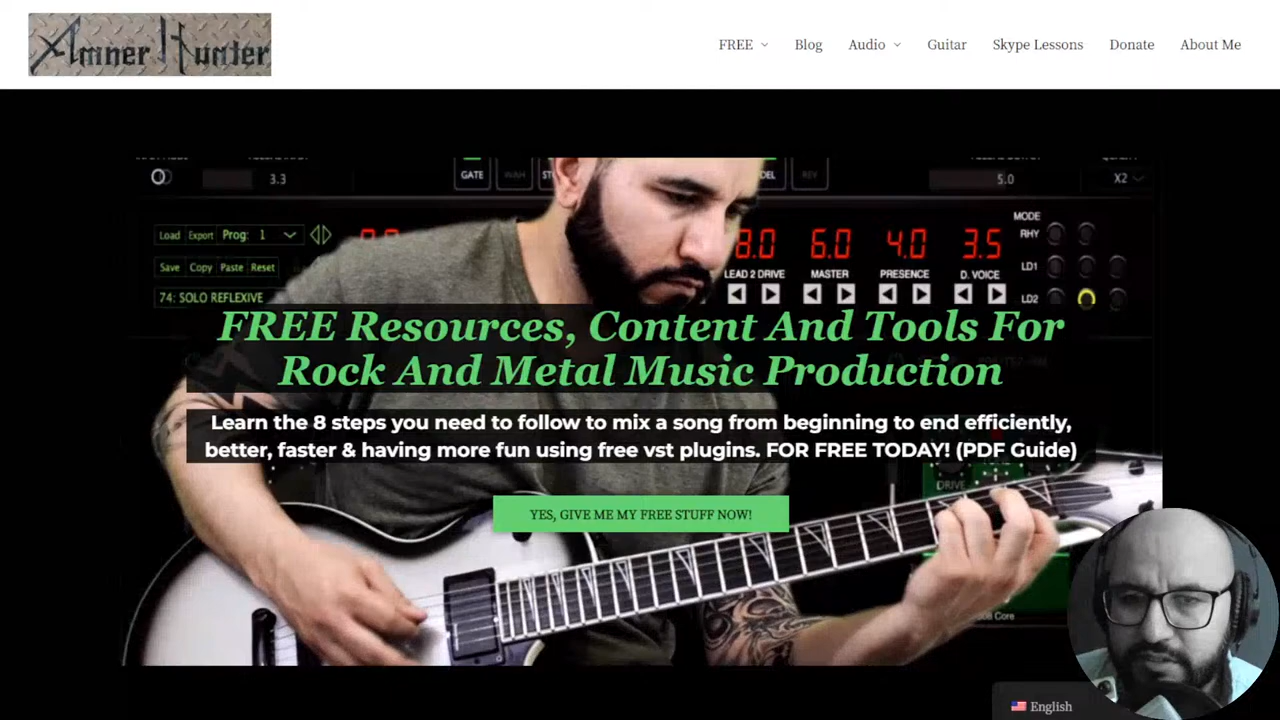 Amner Hunter
FREE
Blog
Audio
Guitar
Skype Lessons
Donate
About Me
3.3
GATE
WAH
5.0
X2
Load Export Prog: 1
Save Copy Paste Reset
74: SOLO REFLEXIVE
8.0 6.0 4.0 3.5
LEAD 2 DRIVE MASTER PRESENCE D. VOICE
MODE
RHY
LD1
LD2
FREE Resources, Content And Tools For
Rock And Metal Music Production
Learn the 8 steps you need to follow to mix a song from beginning to end efficiently,
better, faster & having more fun using free vst plugins. FOR FREE TODAY! (PDF Guide)
DRIVE
YES, GIVE ME MY FREE STUFF NOW!
English